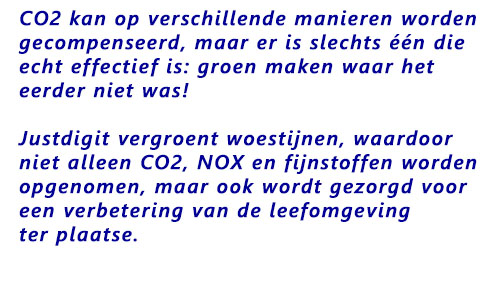 CO2 kan op verschillende manieren worden
gecompenseerd, maar er is slechts één die
echt effectief is: groen maken waar het
eerder niet was!
Justdigit vergroent woestijnen, waardoor
niet alleen CO2, NOX en fijnstoffen worden
opgenomen, maar ook wordt gezorgd voor
een verbetering van de leefomgeving
ter plaatse.